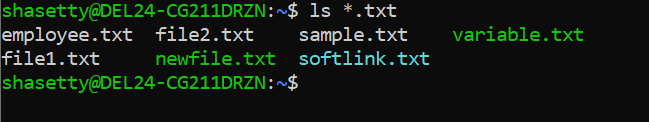 shasetty@DEL24-CG211DRZN:~$ ls *.txt
employee.txt  file2.txt    sample.txt    variable.txt
file1.txt     newfile.txt  softlink.txt
shasetty@DEL24-CG211DRZN:~$